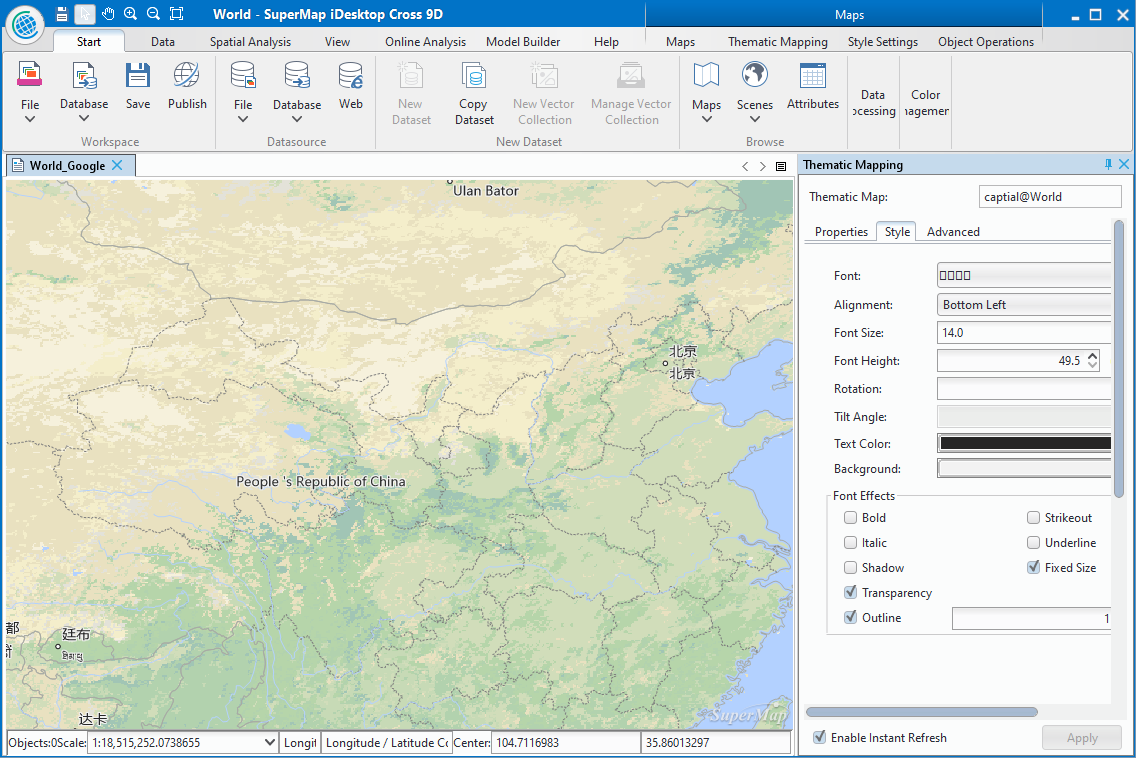 World - SuperMap iDesktop Cross 9D
Maps
Start Data Spatial Analysis View Online Analysis Model Builder Help Maps Thematic Mapping Style Settings Object Operations
File Database Save Publish File Database Web New Dataset Copy Dataset New Vector Collection Manage Vector Collection Maps Scenes Attributes Data ocessing Color nagemer
Workspace Datasource New Dataset Browse
World_Google
Ulan Bator
北京
北京
People 's Republic of China
都
廷布
达卡
SuperMap
Objects:0 Scale: 1:18,515,252.0738655 Longit Longitude / Latitude Cc Center: 104.7116983 35.86013297
Thematic Mapping
Thematic Map: captial@World
Properties Style Advanced
Font:
Alignment: Bottom Left
Font Size: 14.0
Font Height: 49.5
Rotation:
Tilt Angle:
Text Color:
Background:
Font Effects
Bold Strikeout
Italic Underline
Shadow Fixed Size
Transparency
Outline 1
Enable Instant Refresh Apply